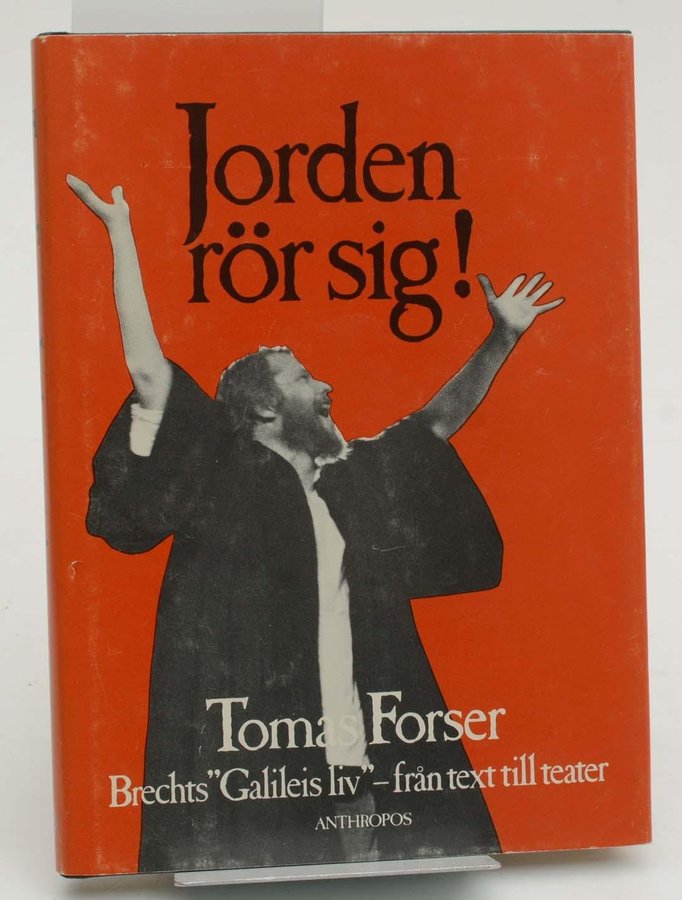 Jorden
rör sig!
Tomas Forser
Brechts "Galileis liv" – från text till teater
ANTHROPOS